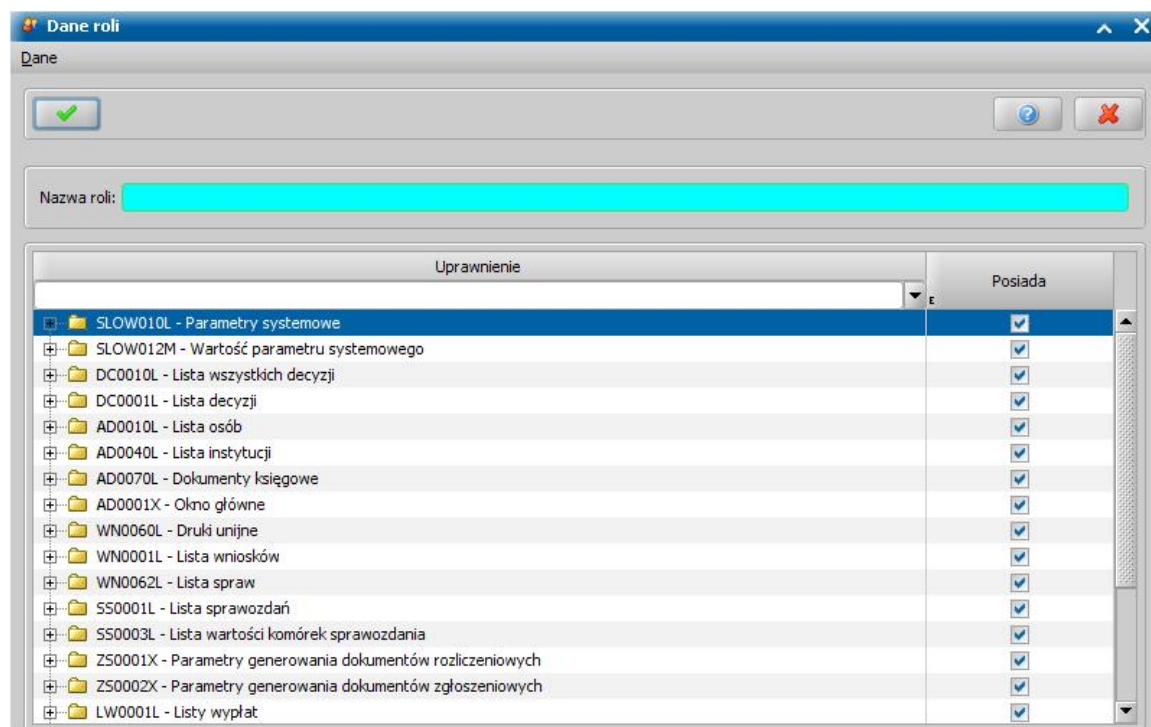 Dane roli
Dane
Nazwa roli:
Uprawnienie
Posiada
E
SLOW010L - Parametry systemowe
SLOW012M - Wartość parametru systemowego
DC0010L - Lista wszystkich decyzji
DC0001L - Lista decyzji
AD0010L - Lista osób
AD0040L - Lista instytucji
AD0070L - Dokumenty księgowe
AD0001X - Okno główne
WN0060L - Druki unijne
WN0001L - Lista wniosków
WN0062L - Lista spraw
SS0001L - Lista sprawozdań
SS0003L - Lista wartości komórek sprawozdania
ZS0001X - Parametry generowania dokumentów rozliczeniowych
ZS0002X - Parametry generowania dokumentów zgłoszeniowych
LW0001L - Listy wypłat